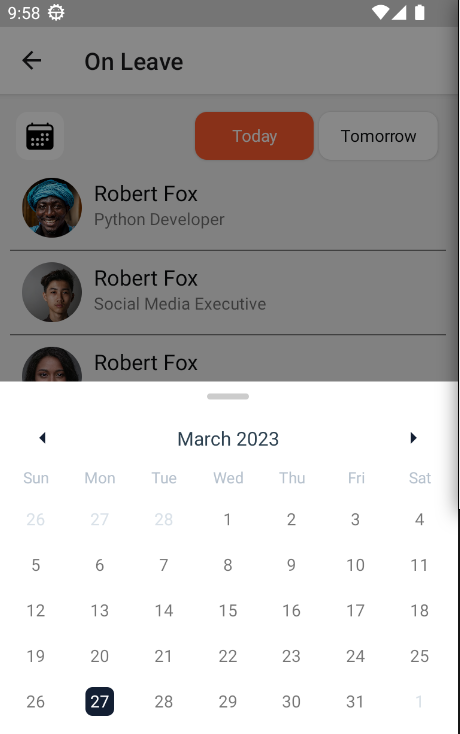 9:58
On Leave
Today Tomorrow
Robert Fox
Python Developer
Robert Fox
Social Media Executive
Robert Fox
March 2023
Sun Mon Tue Wed Thu Fri Sat
26 27 28 1 2 3 4
5 6 7 8 9 10 11
12 13 14 15 16 17 18
19 20 21 22 23 24 25
26 27 28 29 30 31 1